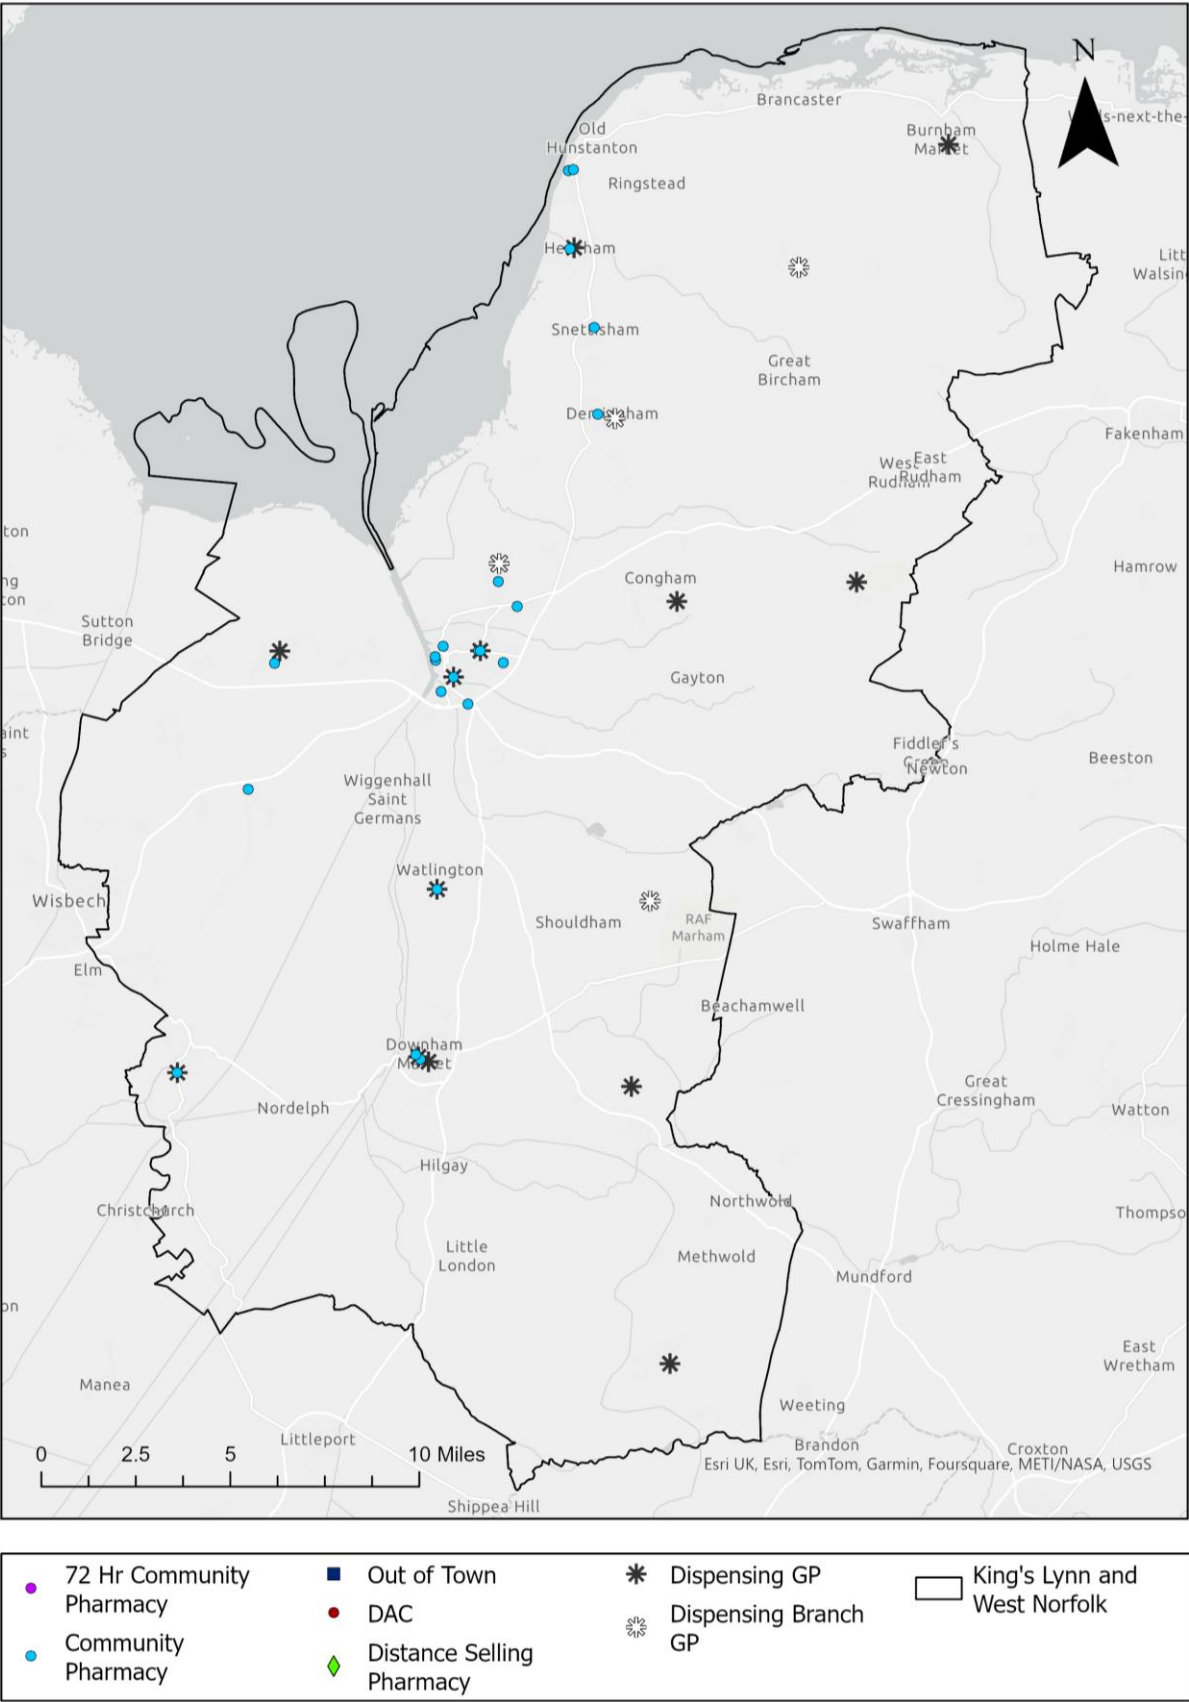 N
Brancaster
Old
Hunstanton
Burnham
Market
Ringstead
Heacham
Snettisham
Great
Bircham
Dersingham
Fakenham
West
Rudham
East
Rudham
Congham
Hamrow
Sutton
Bridge
Gayton
Fiddler's
Green
Newton
Beeston
Wiggenhall
Saint
Germans
Watlington
Wisbech
Shouldham
RAF
Marham
Swaffham
Holme Hale
Elm
Beachamwell
Downham
Market
Great
Cressingham
Watton
Nordelph
Hilgay
Northwold
Christchurch
Little
London
Methwold
Mundford
East
Wretham
Manea
Weeting
Littleport
Brandon
Croxton
0 2.5 5 10 Miles
Esri UK, Esri, TomTom, Garmin, Foursquare, METI/NASA, USGS
Shippea Hill
72 Hr Community
Pharmacy
Community
Pharmacy
Out of Town
DAC
Distance Selling
Pharmacy
Dispensing GP
Dispensing Branch
GP
King's Lynn and
West Norfolk